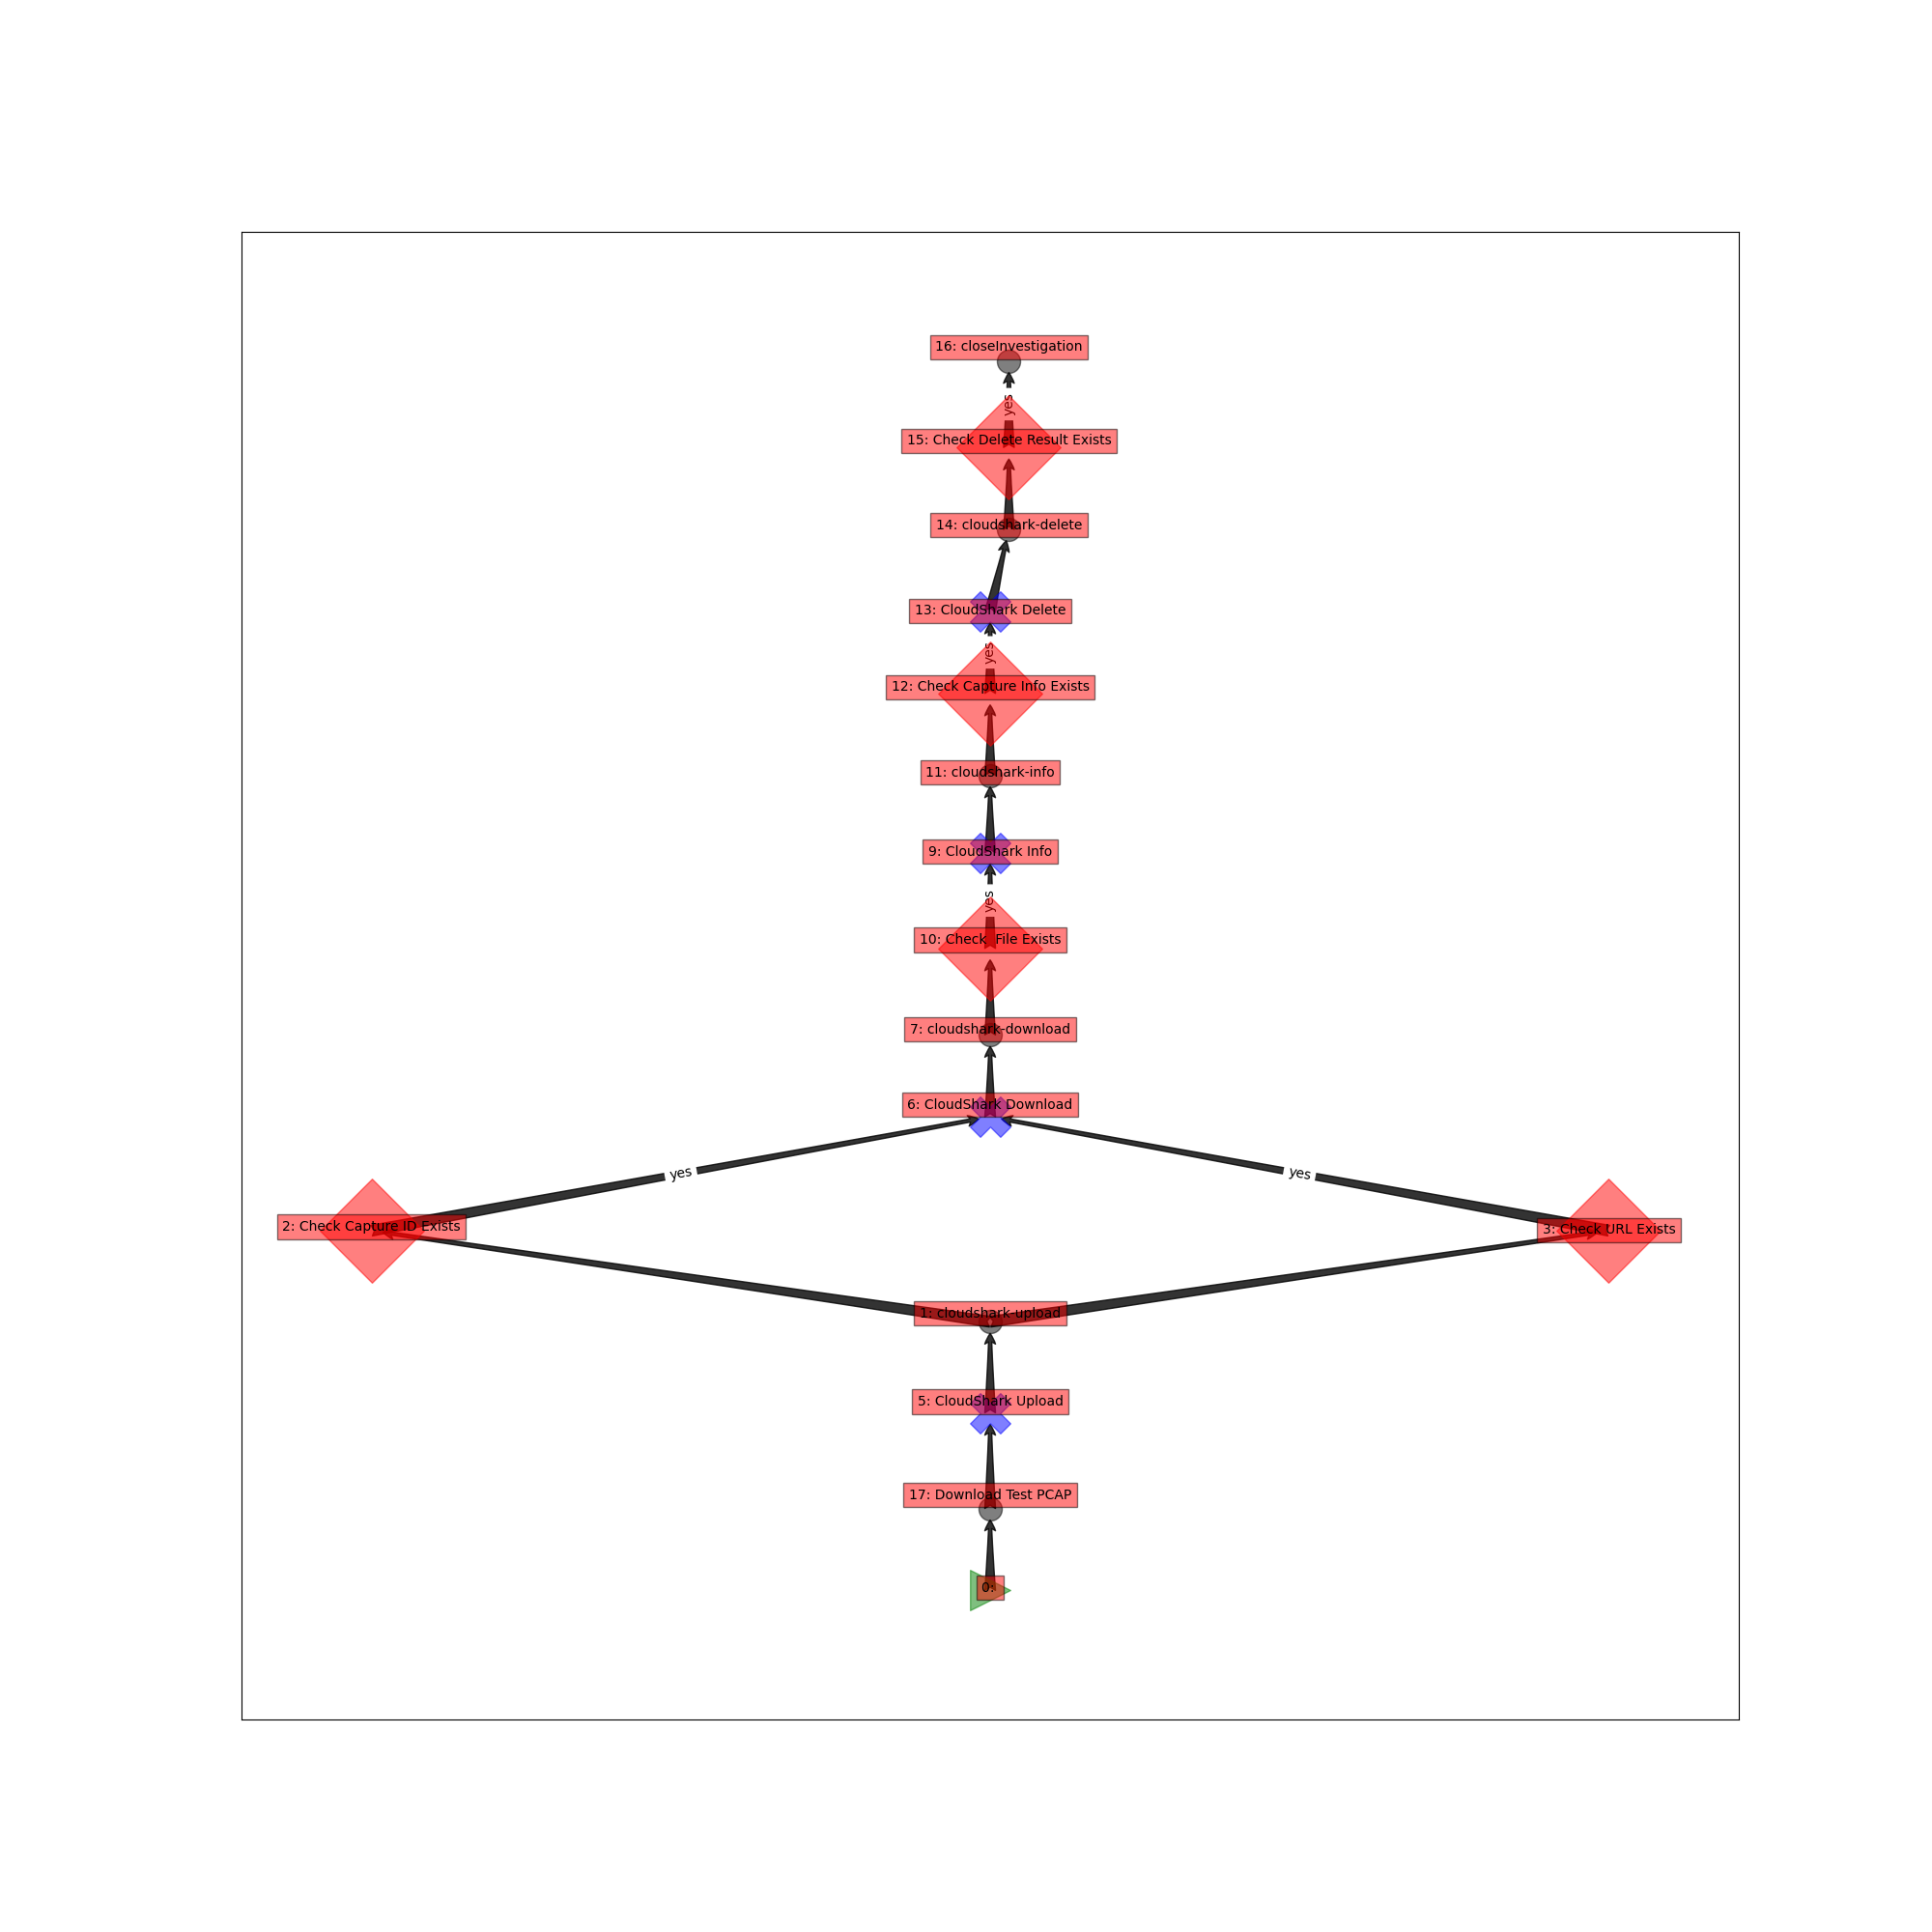 16: closeInvestigation
yes
15: Check Delete Result Exists
14: cloudshark-delete
13: CloudShark Delete
yes
12: Check Capture Info Exists
11: cloudshark-info
9: CloudShark Info
yes
10: Check  File Exists
7: cloudshark-download
6: CloudShark Download
yes
yes
2: Check Capture ID Exists
3: Check URL Exists
1: cloudshark-upload
5: CloudShark Upload
17: Download Test PCAP
0: